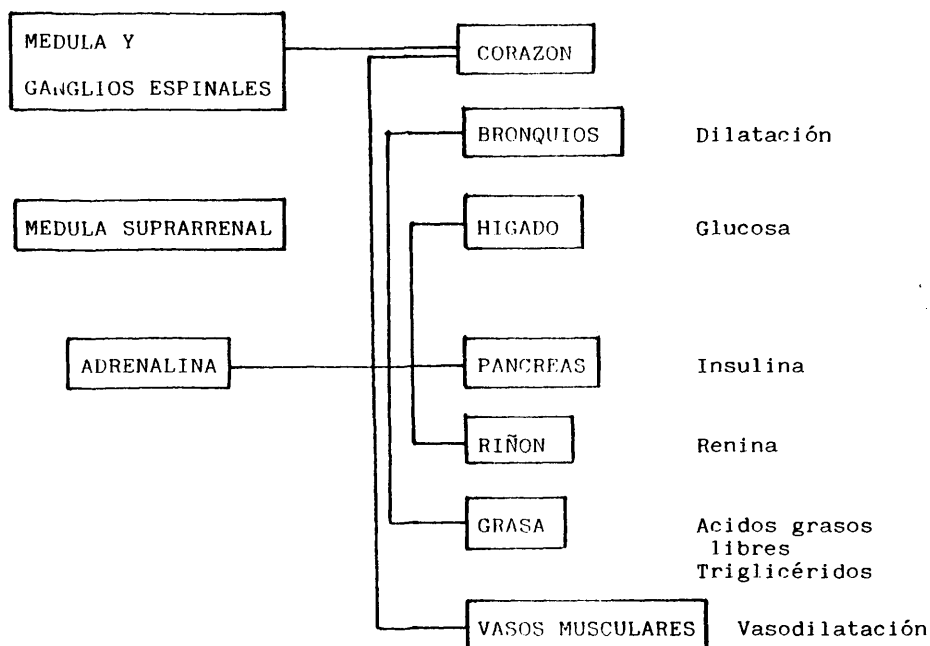 MEDULA Y
GANGLIOS ESPINALES
CORAZON
BRONQUIOS Dilatación
MEDULA SUPRARRENAL
HIGADO Glucosa
ADRENALINA
PANCREAS Insulina
RIÑON Renina
GRASA Acidos grasos
libres
Triglicéridos
VASOS MUSCULARES Vasodilatación